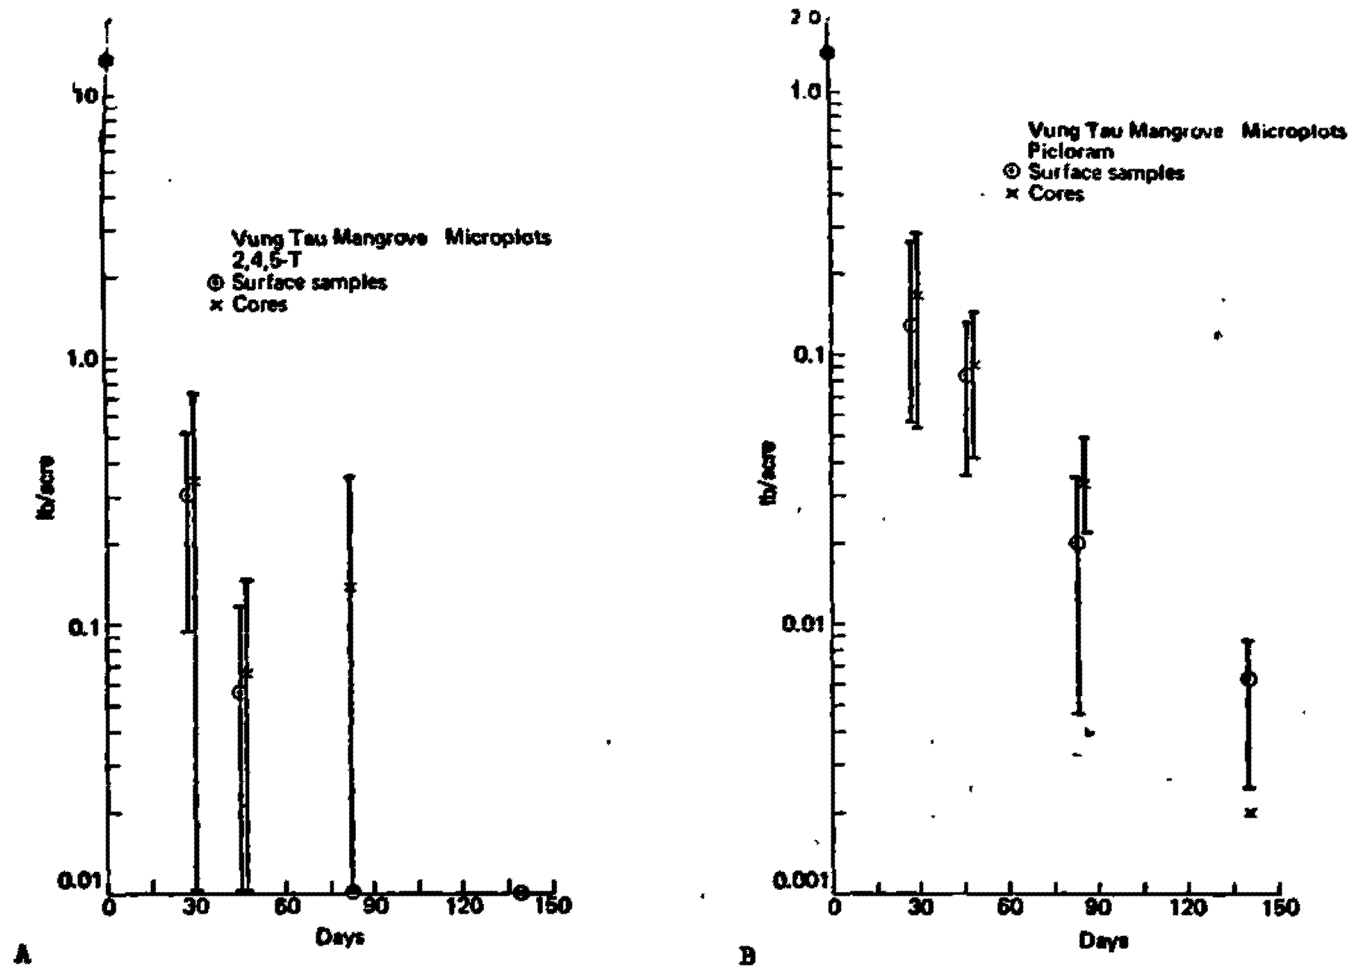 10
1.0
0.1
0.01
lb/acre
Vung Tau Mangrove Microplots
2,4,5-T
Surface samples
× Cores
0 30 60 90 120 150
Days
A
2.0
1.0
0.1
0.01
0.001
lb/acre
Vung Tau Mangrove Microplots
Picloram
Surface samples
× Cores
0 30 60 90 120 150
Days
B